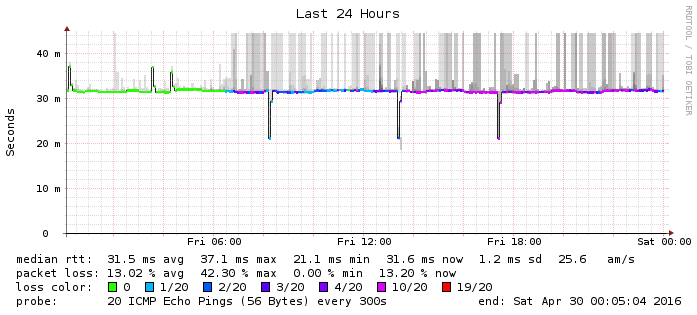 Last 24 Hours
RRDTOOL / TOBI OETIKER
Seconds
40 m
30 m
20 m
10 m
0
Fri 06:00 Fri 12:00 Fri 18:00 Sat 00:00
median rtt: 31.5 ms avg 37.1 ms max 21.1 ms min 31.6 ms now 1.2 ms sd 25.6 am/s
packet loss: 13.02 % avg 42.30 % max 0.00 % min 13.20 % now
loss color: 0 1/20 2/20 3/20 4/20 10/20 19/20
probe: 20 ICMP Echo Pings (56 Bytes) every 300s end: Sat Apr 30 00:05:04 2016